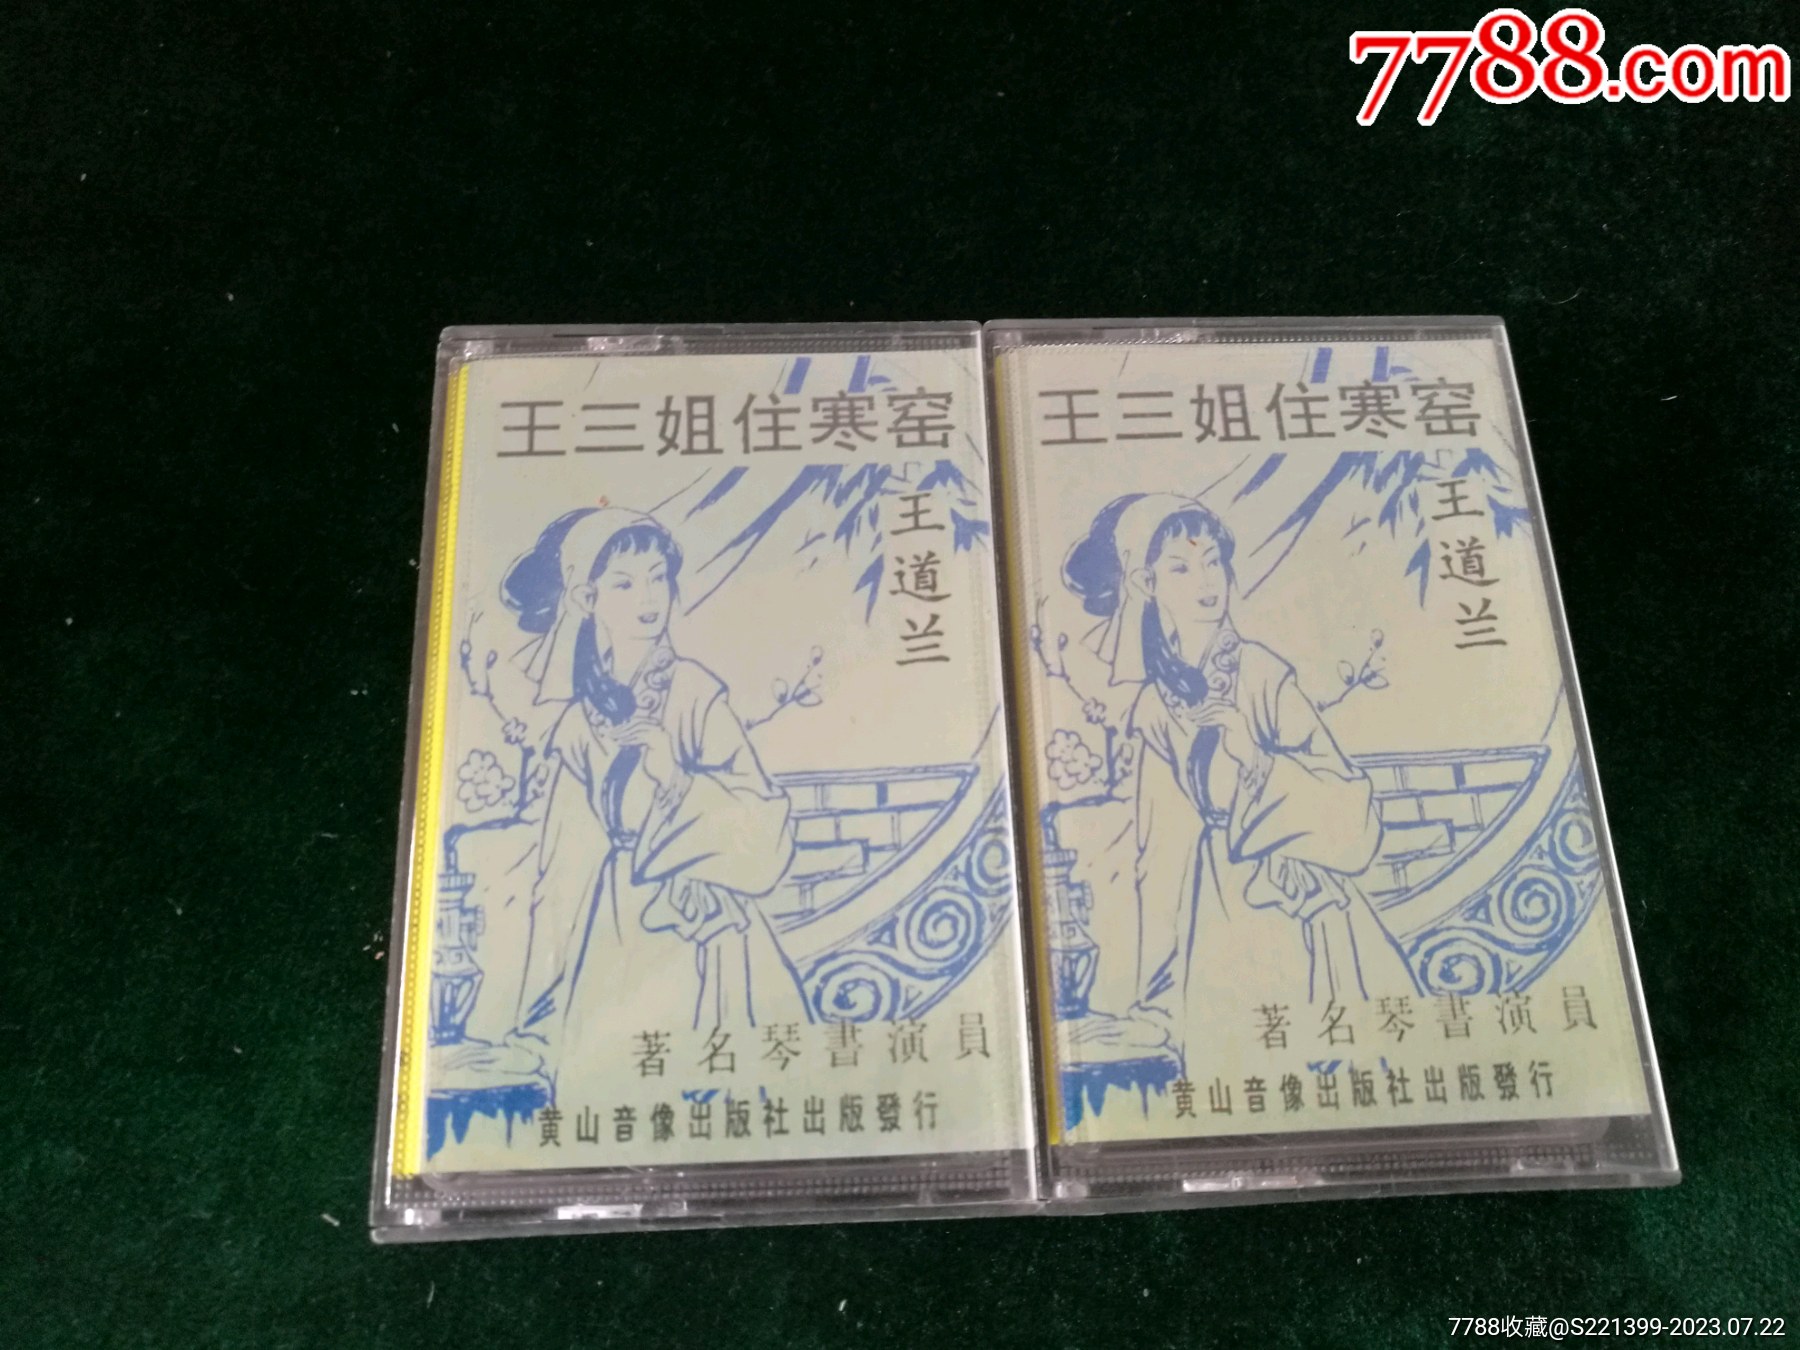 7788.com
王三姐住寒窑
王道兰
著名琴書演員
黄山音像出版社出版發行
王三姐住寒窑
王道兰
著名琴書演員
黄山音像出版社出版發行
7788收藏@S221399-2023.07.22